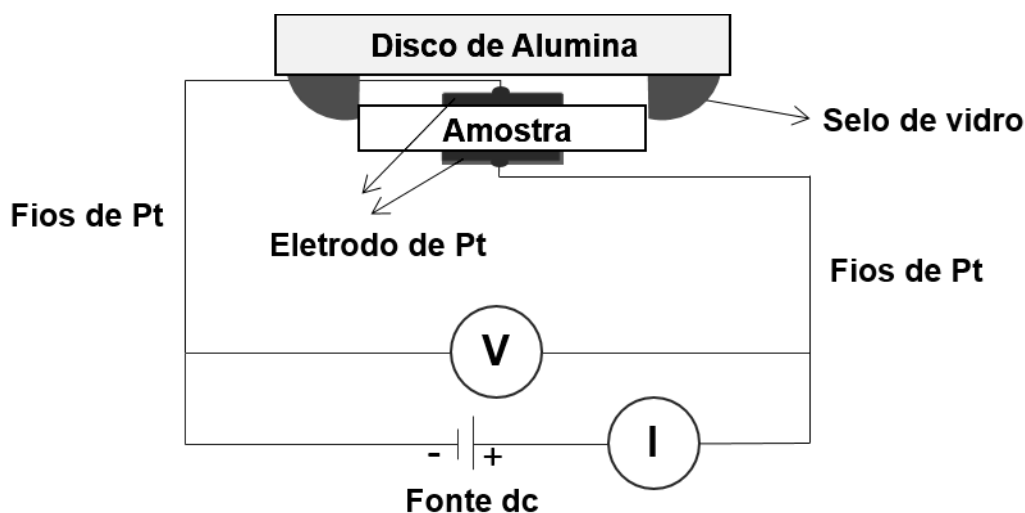 Disco de Alumina
Selo de vidro
Amostra
Fios de Pt
Eletrodo de Pt
Fios de Pt
V
I
- +
Fonte dc